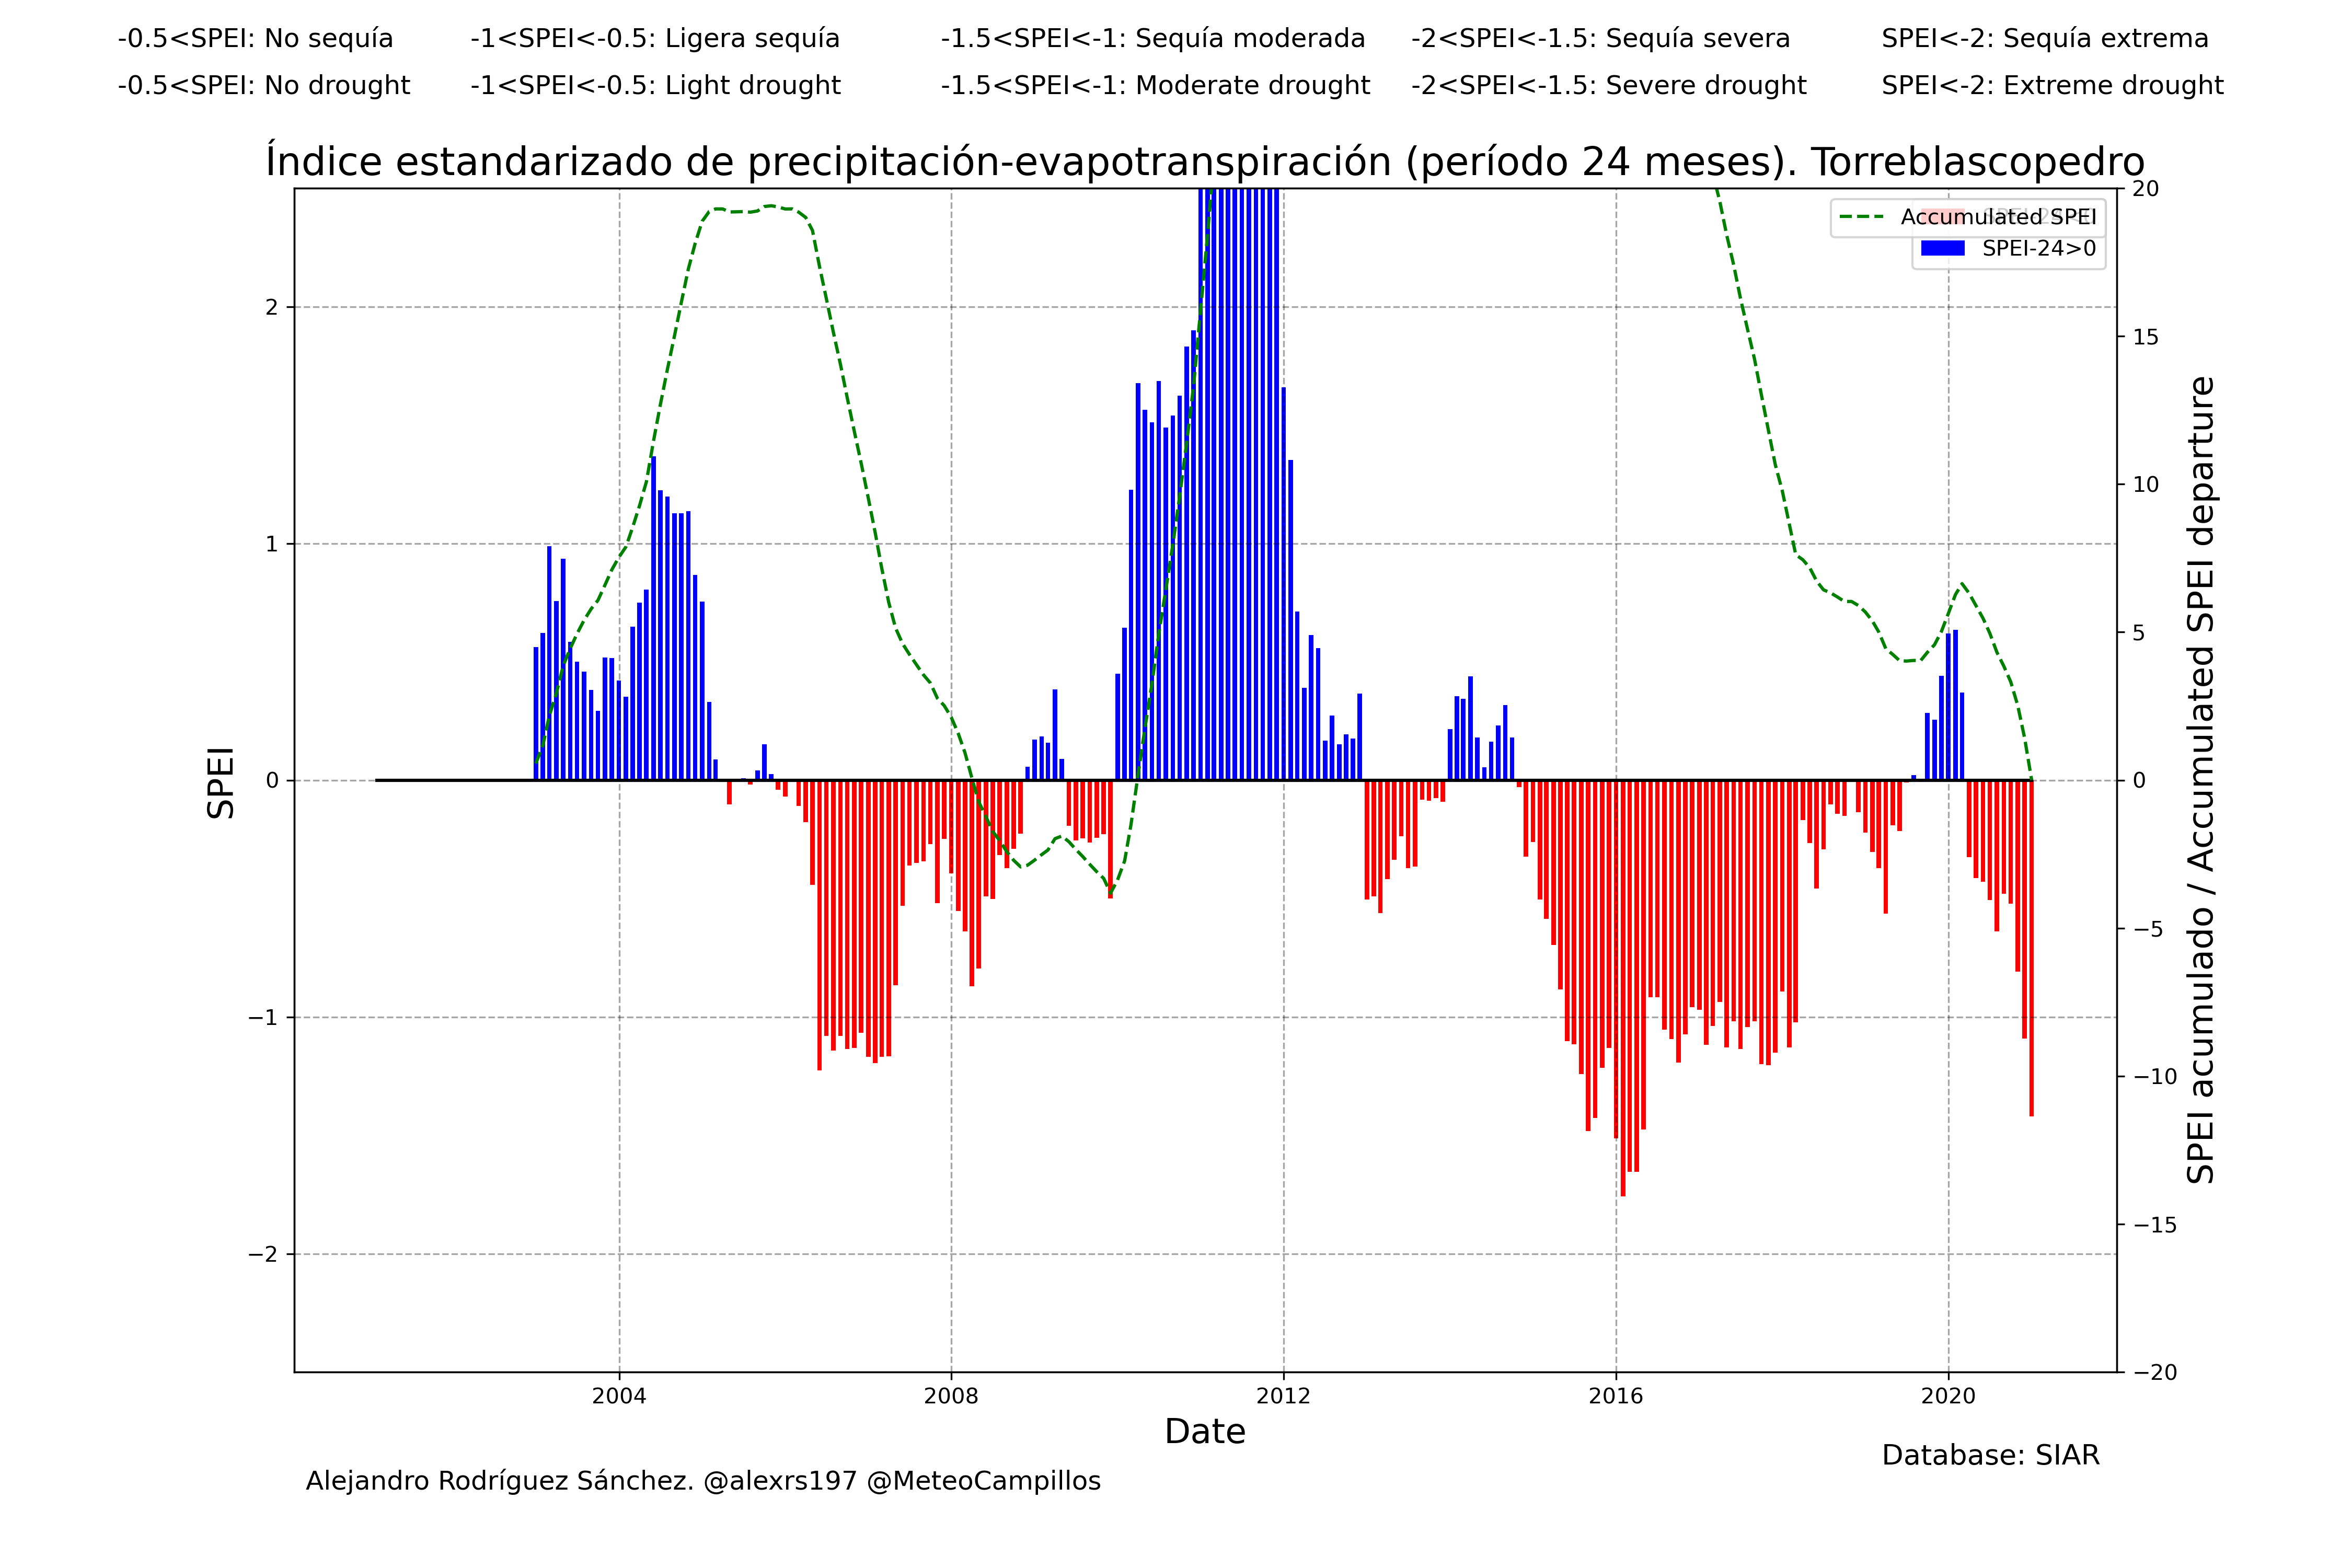 -0.5<SPEI: No sequía -1<SPEI<-0.5: Ligera sequía -1.5<SPEI<-1: Sequía moderada -2<SPEI<-1.5: Sequía severa SPEI<-2: Sequía extrema
-0.5<SPEI: No drought -1<SPEI<-0.5: Light drought -1.5<SPEI<-1: Moderate drought -2<SPEI<-1.5: Severe drought SPEI<-2: Extreme drought
Índice estandarizado de precipitación-evapotranspiración (período 24 meses). Torreblascopedro
Accumulated SPEI
SPEI-24>0
SPEI
2
1
0
−1
−2
20
15
10
5
0
−5
−10
−15
−20
SPEI acumulado / Accumulated SPEI departure
2004 2008 2012 2016 2020
Date
Database: SIAR
Alejandro Rodríguez Sánchez. @alexrs197 @MeteoCampillos